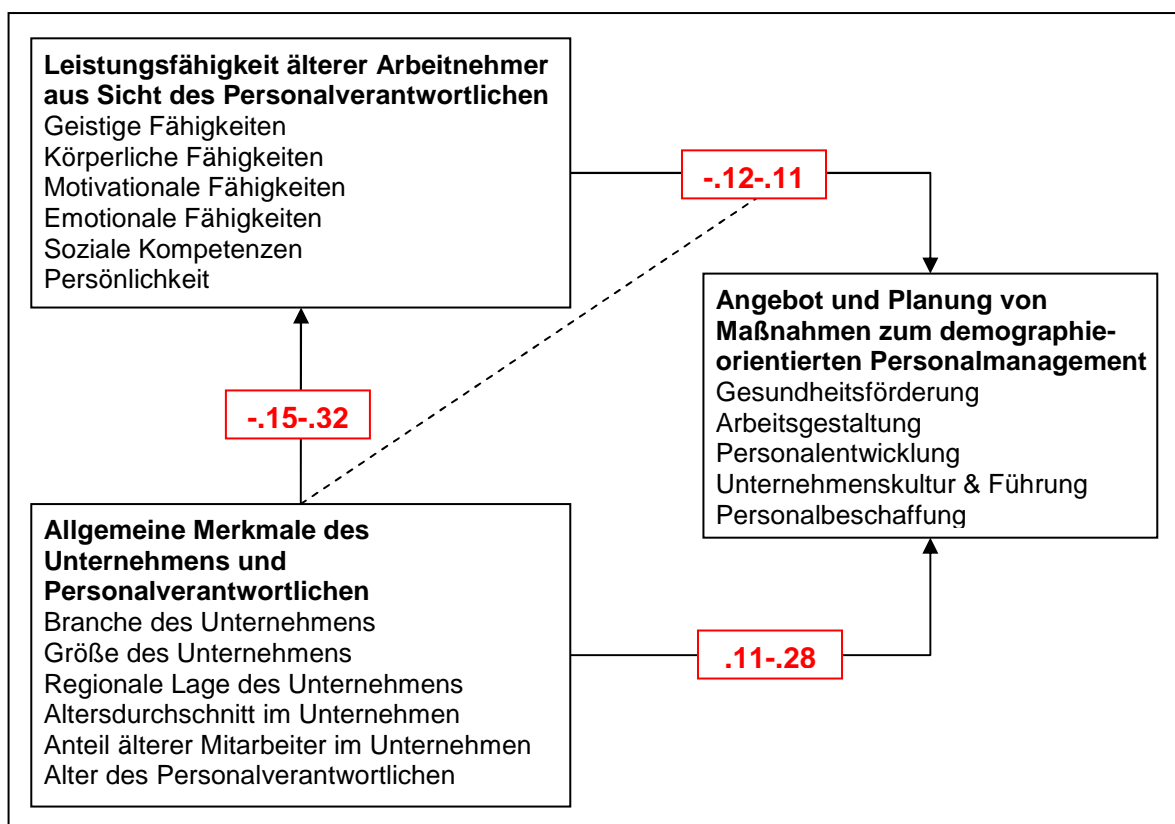 Leistungsfähigkeit älterer Arbeitnehmer
aus Sicht des Personalverantwortlichen
Geistige Fähigkeiten
Körperliche Fähigkeiten
Motivationale Fähigkeiten
Emotionale Fähigkeiten
Soziale Kompetenzen
Persönlichkeit
-.12-.11
Angebot und Planung von
Maßnahmen zum demographie-
orientierten Personalmanagement
Gesundheitsförderung
Arbeitsgestaltung
Personalentwicklung
Unternehmenskultur & Führung
Personalbeschaffung
-.15-.32
Allgemeine Merkmale des
Unternehmens und
Personalverantwortlichen
Branche des Unternehmens
Größe des Unternehmens
Regionale Lage des Unternehmens
Altersdurchschnitt im Unternehmen
Anteil älterer Mitarbeiter im Unternehmen
Alter des Personalverantwortlichen
.11-.28